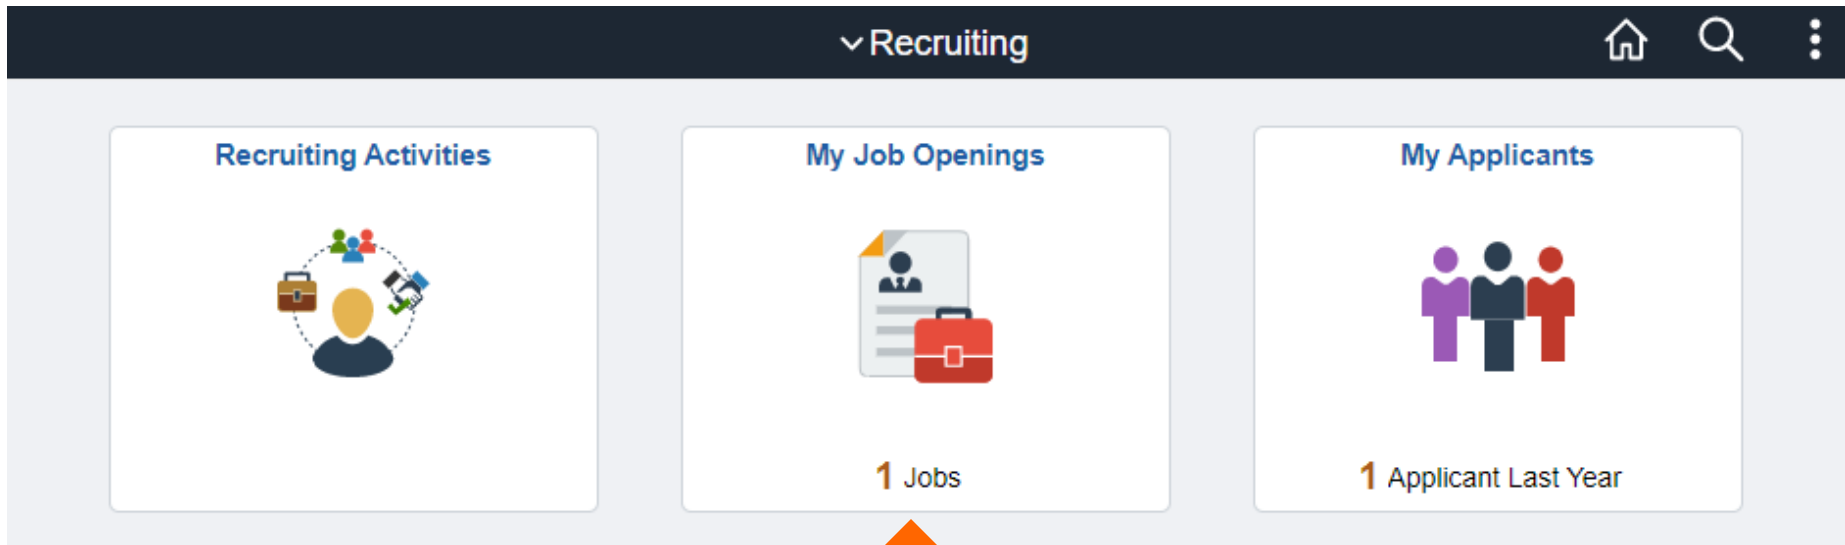 Recruiting
Recruiting Activities
My Job Openings
My Applicants
1 Jobs
1 Applicant Last Year